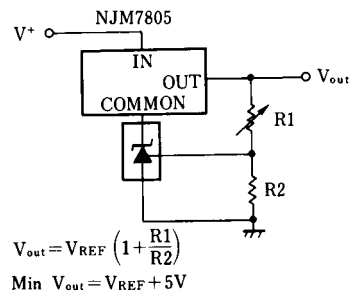 NJM7805
V⁺
IN
OUT
Vout
COMMON
R1
R2
Vout=VREF (1+R1/R2)
Min Vout=VREF+5V